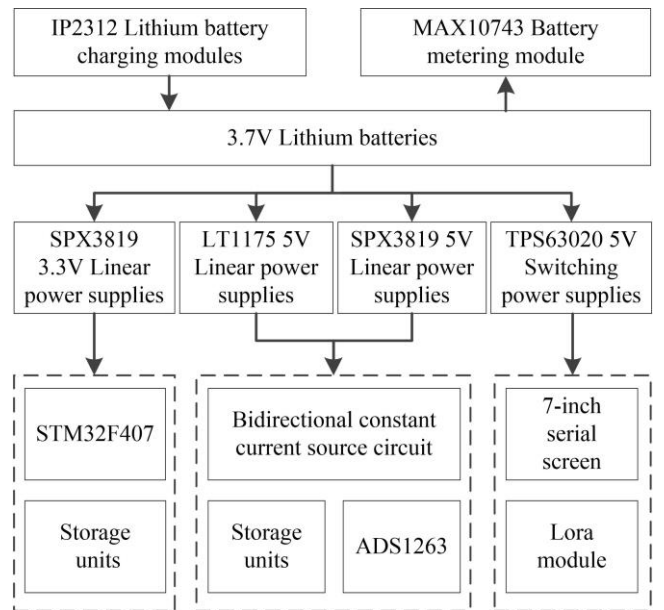 IP2312 Lithium battery
charging modules
MAX10743 Battery
metering module
3.7V Lithium batteries
SPX3819
3.3V Linear
power supplies
LT1175 5V
Linear power
supplies
SPX3819 5V
Linear power
supplies
TPS63020 5V
Switching
power supplies
STM32F407
Storage
units
Bidirectional constant
current source circuit
Storage
units
ADS1263
7-inch
serial
screen
Lora
module